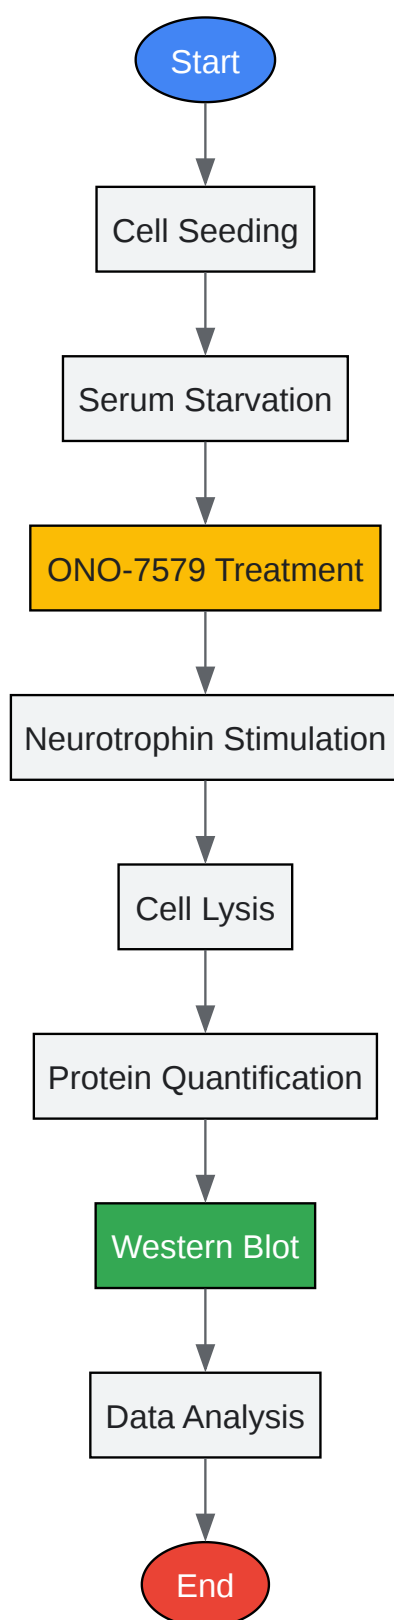 Start
Cell Seeding
Serum Starvation
ONO-7579 Treatment
Neurotrophin Stimulation
Cell Lysis
Protein Quantification
Western Blot
Data Analysis
End